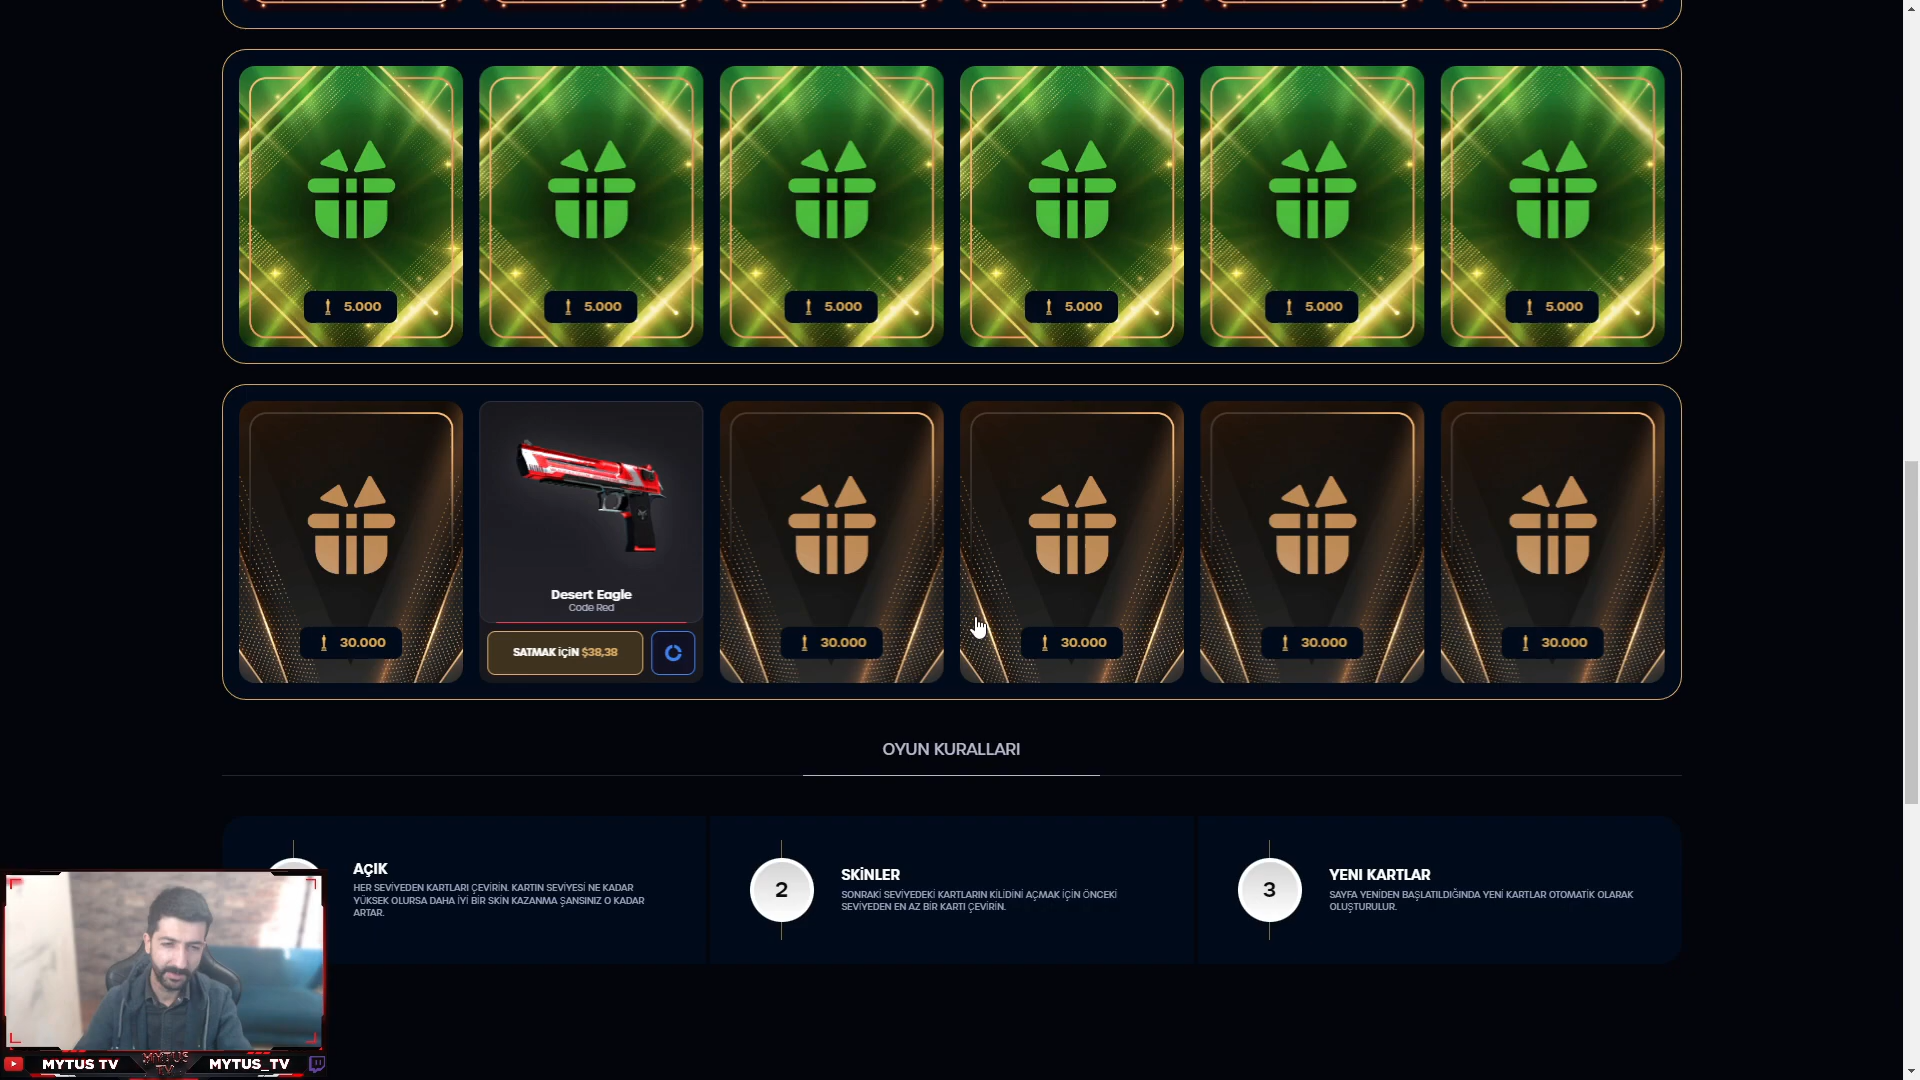 5.000
5.000
5.000
5.000
5.000
5.000
30.000
Desert Eagle
Code Red
SATMAK İÇİN $38,38
30.000
30.000
30.000
30.000
OYUN KURALLARI
AÇIK
HER SEVİYEDEN KARTLARI ÇEVİRİN. KARTIN SEVİYESİ NE KADAR
YÜKSEK OLURSA DAHA İYİ BİR SKİN KAZANMA ŞANSINIZ O KADAR
ARTAR.
2
SKİNLER
SONRAKİ SEVİYEDEKİ KARTLARIN KİLİDİNİ AÇMAK İÇİN ÖNCEKİ
SEVİYEDEN EN AZ BİR KARTI ÇEVİRİN.
3
YENI KARTLAR
SAYFA YENİDEN BAŞLATILDIĞINDA YENİ KARTLAR OTOMATİK OLARAK
OLUŞTURULUR.
MYTUS TV
MYTUS
TV
MYTUS_TV